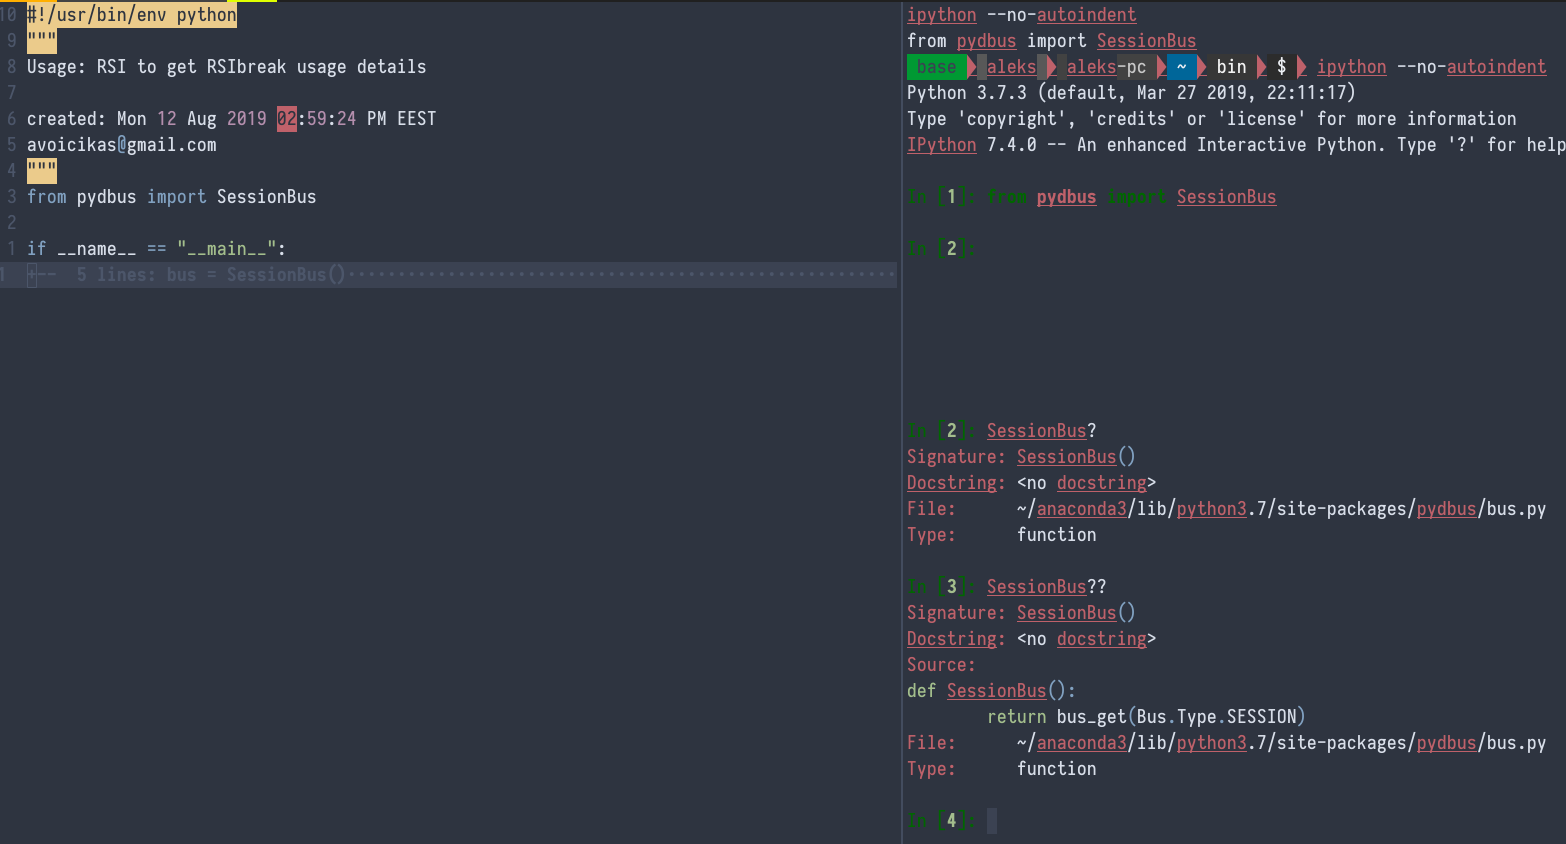 10 #!/usr/bin/env python
9 """
8 Usage: RSI to get RSIbreak usage details
7
6 created: Mon 12 Aug 2019 02:59:24 PM EEST
5 avoicikas@gmail.com
4 """
3 from pydbus import SessionBus
2
1 if __name__ == "__main__":
1 +-- 5 lines: bus = SessionBus()·······················································
ipython --no-autoindent
from pydbus import SessionBus
base aleks aleks-pc ~ bin $ ipython --no-autoindent
Python 3.7.3 (default, Mar 27 2019, 22:11:17)
Type 'copyright', 'credits' or 'license' for more information
IPython 7.4.0 -- An enhanced Interactive Python. Type '?' for help
In [1]: from pydbus import SessionBus
In [2]:
In [2]: SessionBus?
Signature: SessionBus()
Docstring: <no docstring>
File: ~/anaconda3/lib/python3.7/site-packages/pydbus/bus.py
Type: function
In [3]: SessionBus??
Signature: SessionBus()
Docstring: <no docstring>
Source:
def SessionBus():
return bus_get(Bus.Type.SESSION)
File: ~/anaconda3/lib/python3.7/site-packages/pydbus/bus.py
Type: function
In [4]: